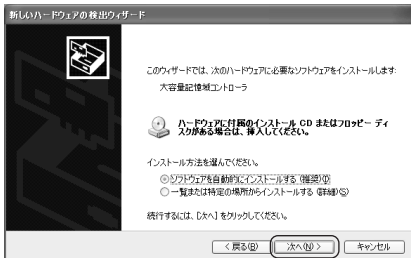 新しいハードウェアの検出ウィザード
このウィザードでは、次のハードウェアに必要なソフトウェアをインストールします:
大容量記憶域コントローラ
ハードウェアに付属のインストール CD またはフロッピー ディ
スクがある場合は、挿入してください。
インストール方法を選んでください。
ソフトウェアを自動的にインストールする (推奨)(I)
一覧または特定の場所からインストールする (詳細)(S)
続行するには、[次へ] をクリックしてください。
< 戻る(B) 次へ(N) > キャンセル